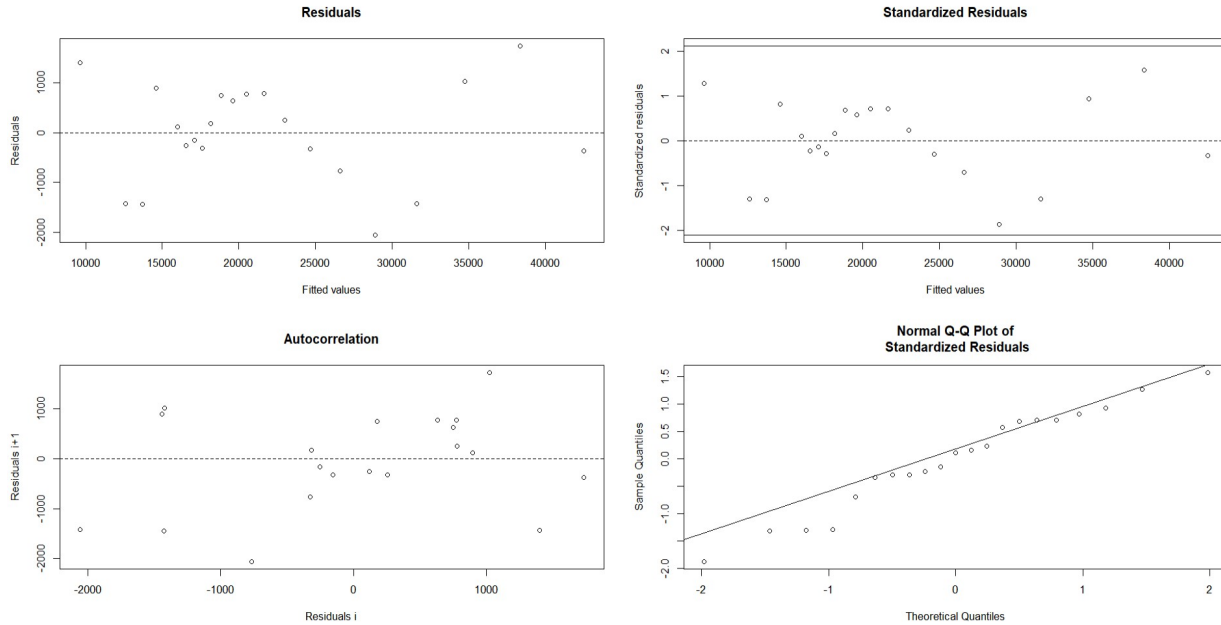 Residuals
Residuals
1000
0
-1000
-2000
10000 15000 20000 25000 30000 35000 40000
Fitted values
Standardized Residuals
Standardized residuals
2
1
0
-1
-2
10000 15000 20000 25000 30000 35000 40000
Fitted values
Autocorrelation
Residuals i+1
1000
0
-1000
-2000
-2000 -1000 0 1000
Residuals i
Normal Q-Q Plot of
Standardized Residuals
Sample Quantiles
1.5
1.0
0.5
0.0
-1.0
-2.0
-2 -1 0 1 2
Theoretical Quantiles